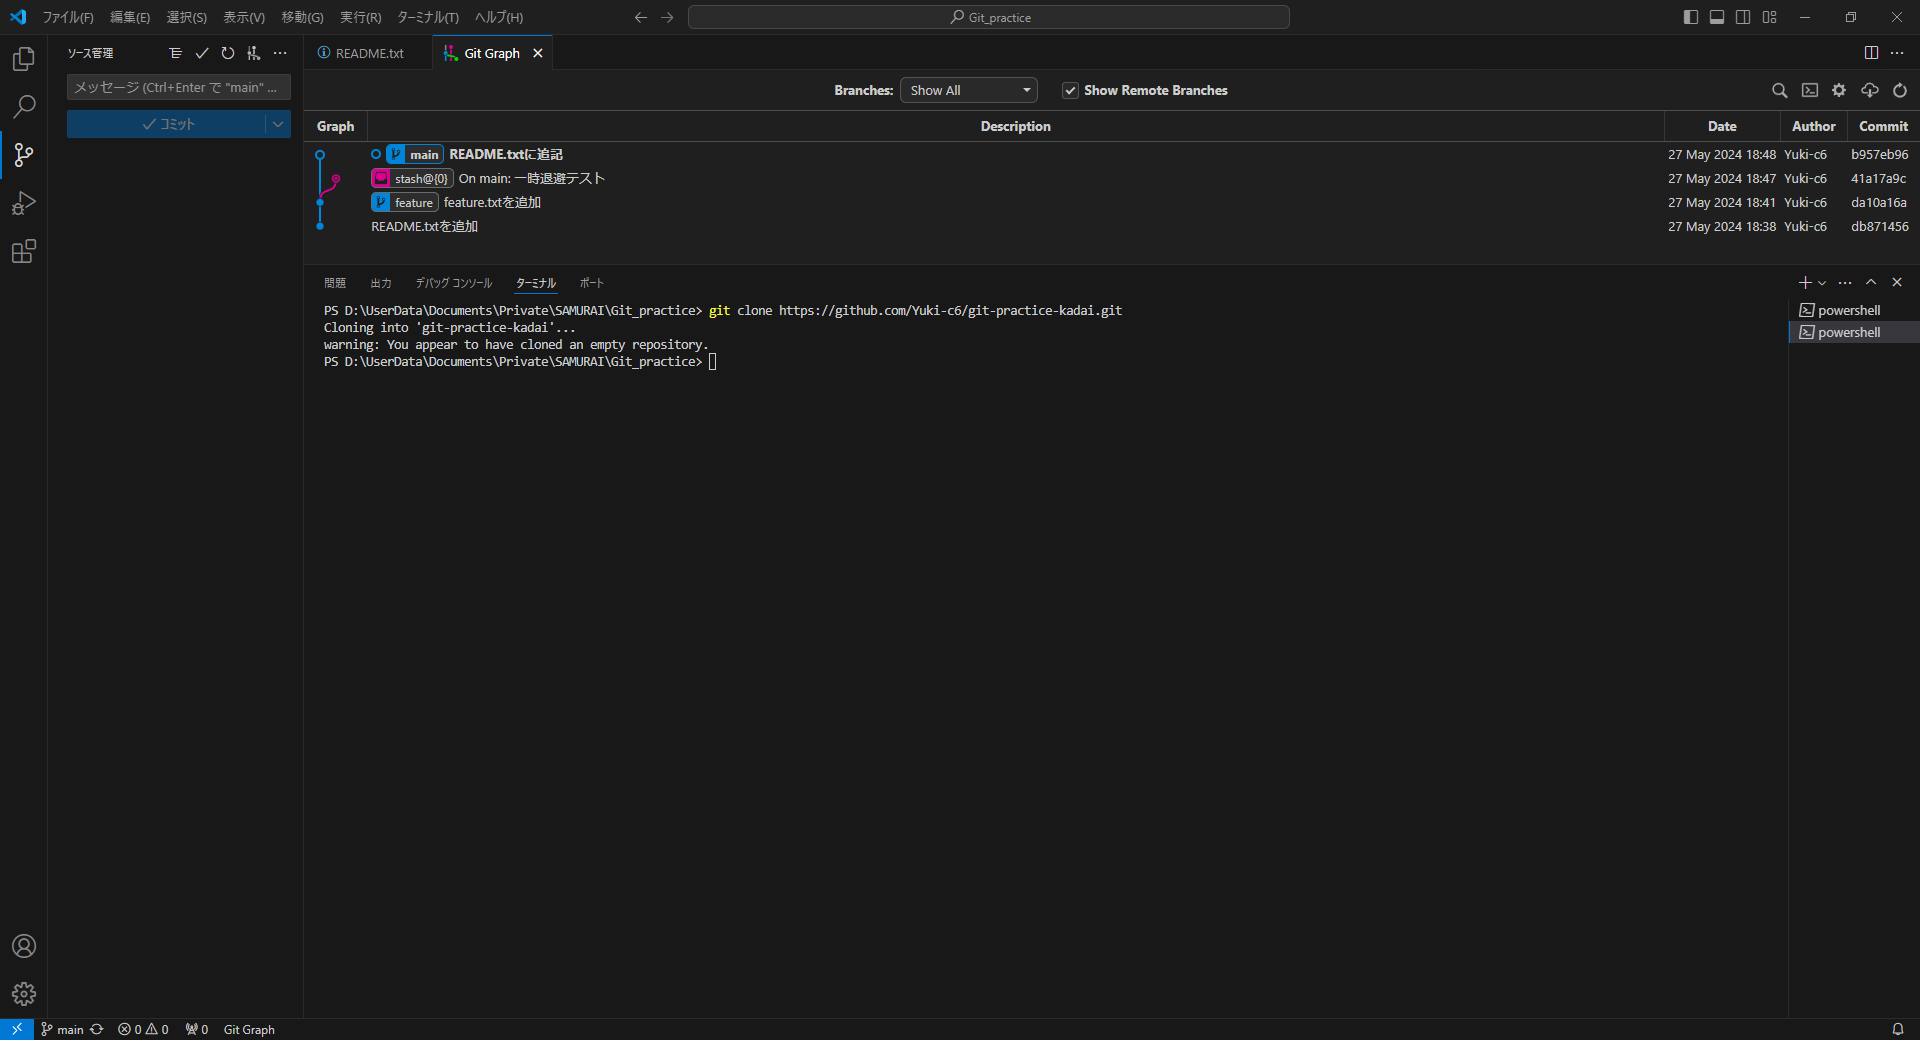 ファイル(F) 編集(E) 選択(S) 表示(V) 移動(G) 実行(R) ターミナル(T) ヘルプ(H) Git_practice
ソース管理
README.txt Git Graph
メッセージ (Ctrl+Enter で "main" ...
コミット
Branches: Show All Show Remote Branches
Graph Description Date Author Commit
main README.txtに追記 27 May 2024 18:48 Yuki-c6 b957eb96
stash@{0} On main: 一時退避テスト 27 May 2024 18:47 Yuki-c6 41a17a9c
feature feature.txtを追加 27 May 2024 18:41 Yuki-c6 da10a16a
README.txtを追加 27 May 2024 18:38 Yuki-c6 db871456
問題 出力 デバッグ コンソール ターミナル ポート
PS D:\UserData\Documents\Private\SAMURAI\Git_practice> git clone https://github.com/Yuki-c6/git-practice-kadai.git
Cloning into 'git-practice-kadai'...
warning: You appear to have cloned an empty repository.
PS D:\UserData\Documents\Private\SAMURAI\Git_practice>
powershell
powershell
main 0 0 0 Git Graph